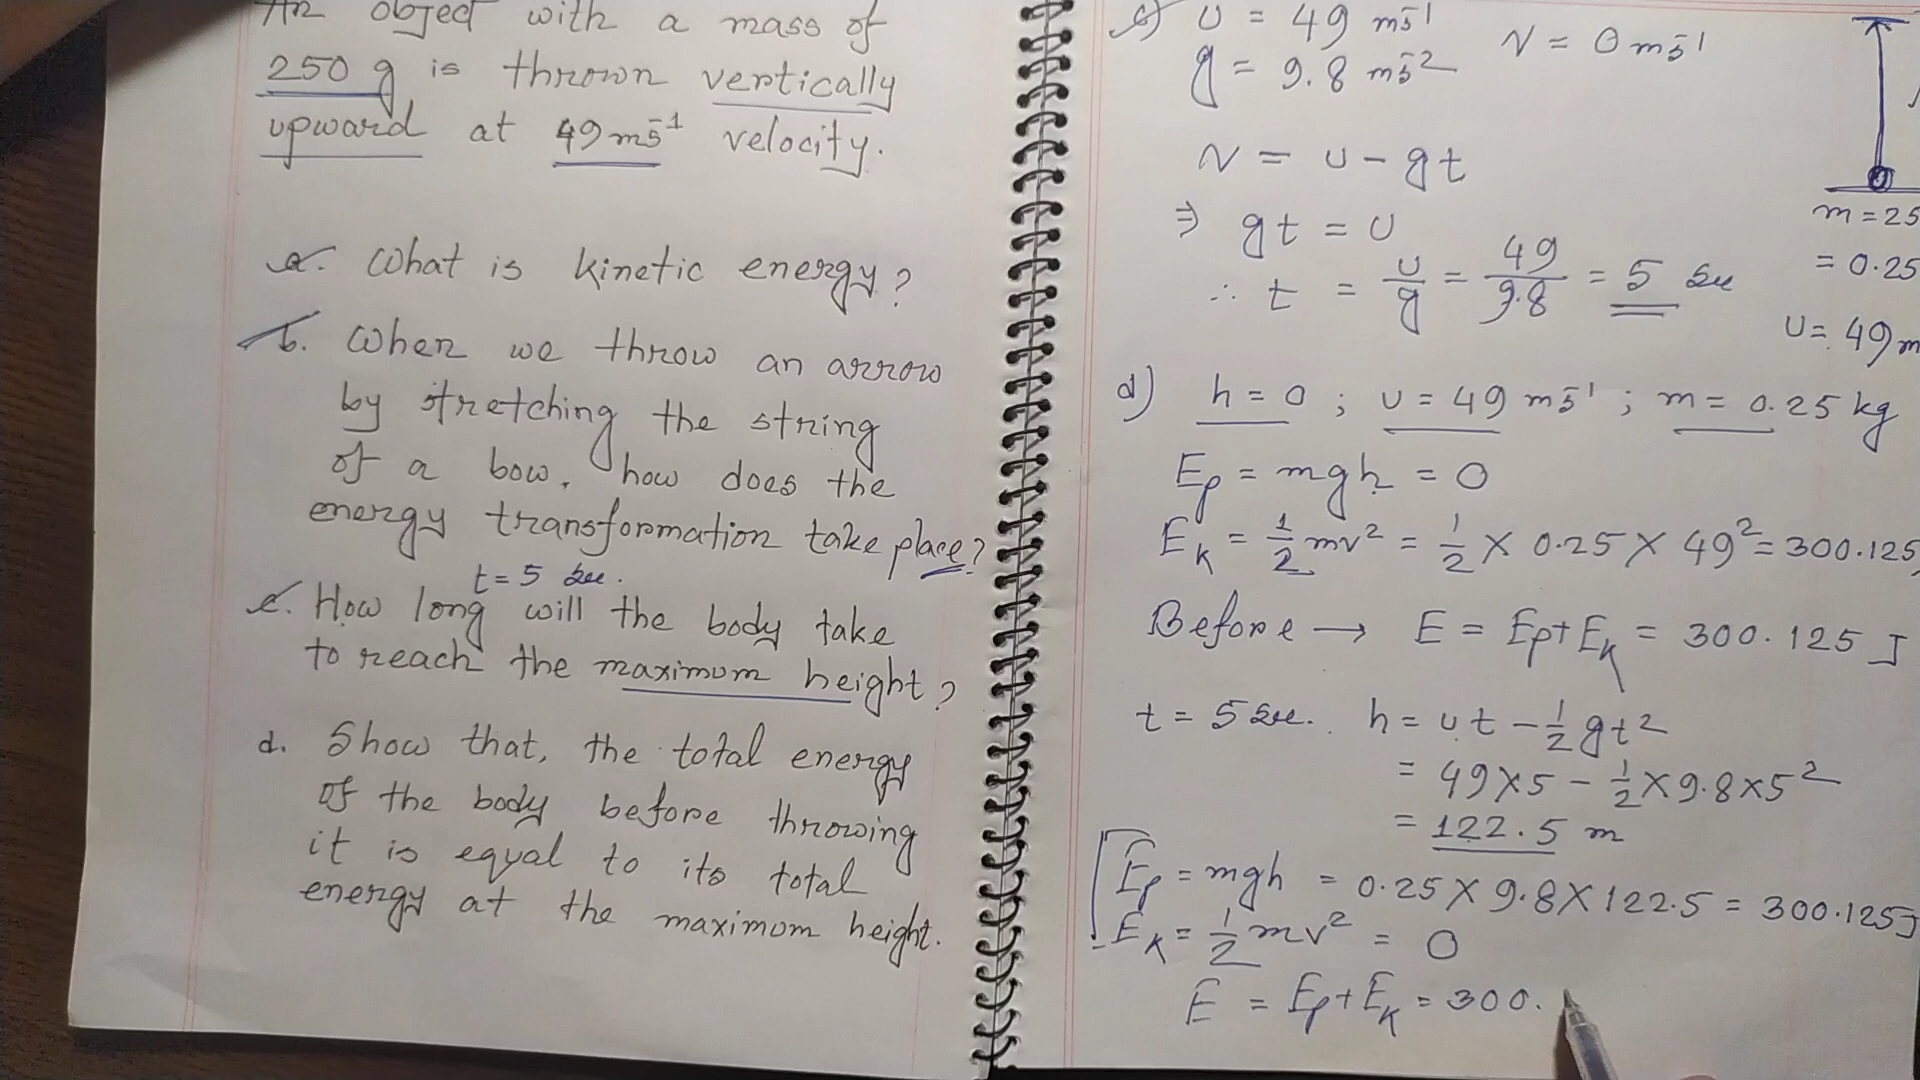 An object with a mass of
250 g is thrown vertically
upward at 49 ms⁻¹ velocity.
a. What is kinetic energy?
b. When we throw an arrow
by stretching the string
of a bow, how does the
energy transformation take place?
t = 5 sec.
c. How long will the body take
to reach the maximum height?
d. Show that, the total energy
of the body before throwing
it is equal to its total
energy at the maximum height.
c) u = 49 ms⁻¹ v = 0 ms⁻¹
g = 9.8 ms⁻²
v = u - gt
⇒ gt = u
∴ t = u/g = 49/9.8 = 5 sec
m = 25
= 0.25
u = 49 m
d) h = 0 ; u = 49 ms⁻¹ ; m = 0.25 kg
Ep = mgh = 0
Ek = 1/2 mv² = 1/2 × 0.25 × 49² = 300.125 J
Before → E = Ep + Ek = 300.125 J
t = 5 sec. h = ut - 1/2 gt²
= 49×5 - 1/2 × 9.8 × 5²
= 122.5 m
Ep = mgh = 0.25 × 9.8 × 122.5 = 300.125 J
Ek = 1/2 mv² = 0
E = Ep + Ek = 300.